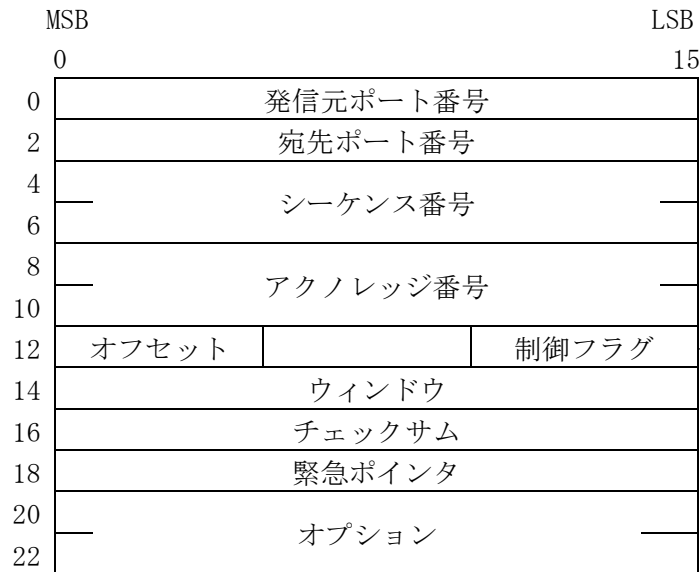 MSB LSB
0 15
0 発信元ポート番号
2 宛先ポート番号
4
シーケンス番号
6
8
アクノレッジ番号
10
12 オフセット 制御フラグ
14 ウィンドウ
16 チェックサム
18 緊急ポインタ
20
オプション
22